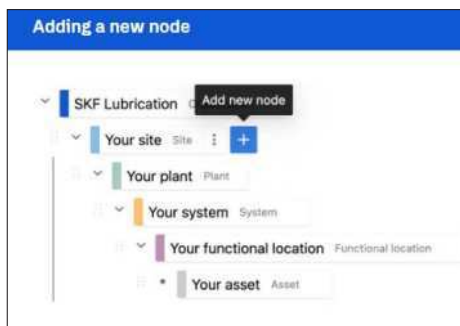 Adding a new node
SKF Lubrication
Add new node
Your site Site
Your plant Plant
Your system System
Your functional location Functional location
Your asset Asset